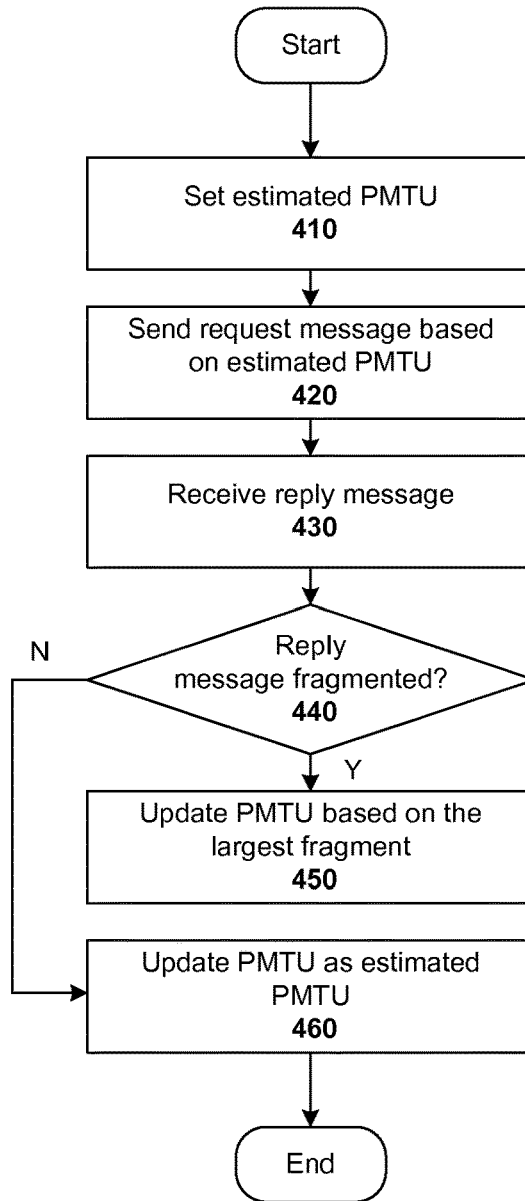 Start
Set estimated PMTU
410
Send request message based
on estimated PMTU
420
Receive reply message
430
Reply
message fragmented?
440
N
Y
Update PMTU based on the
largest fragment
450
Update PMTU as estimated
PMTU
460
End